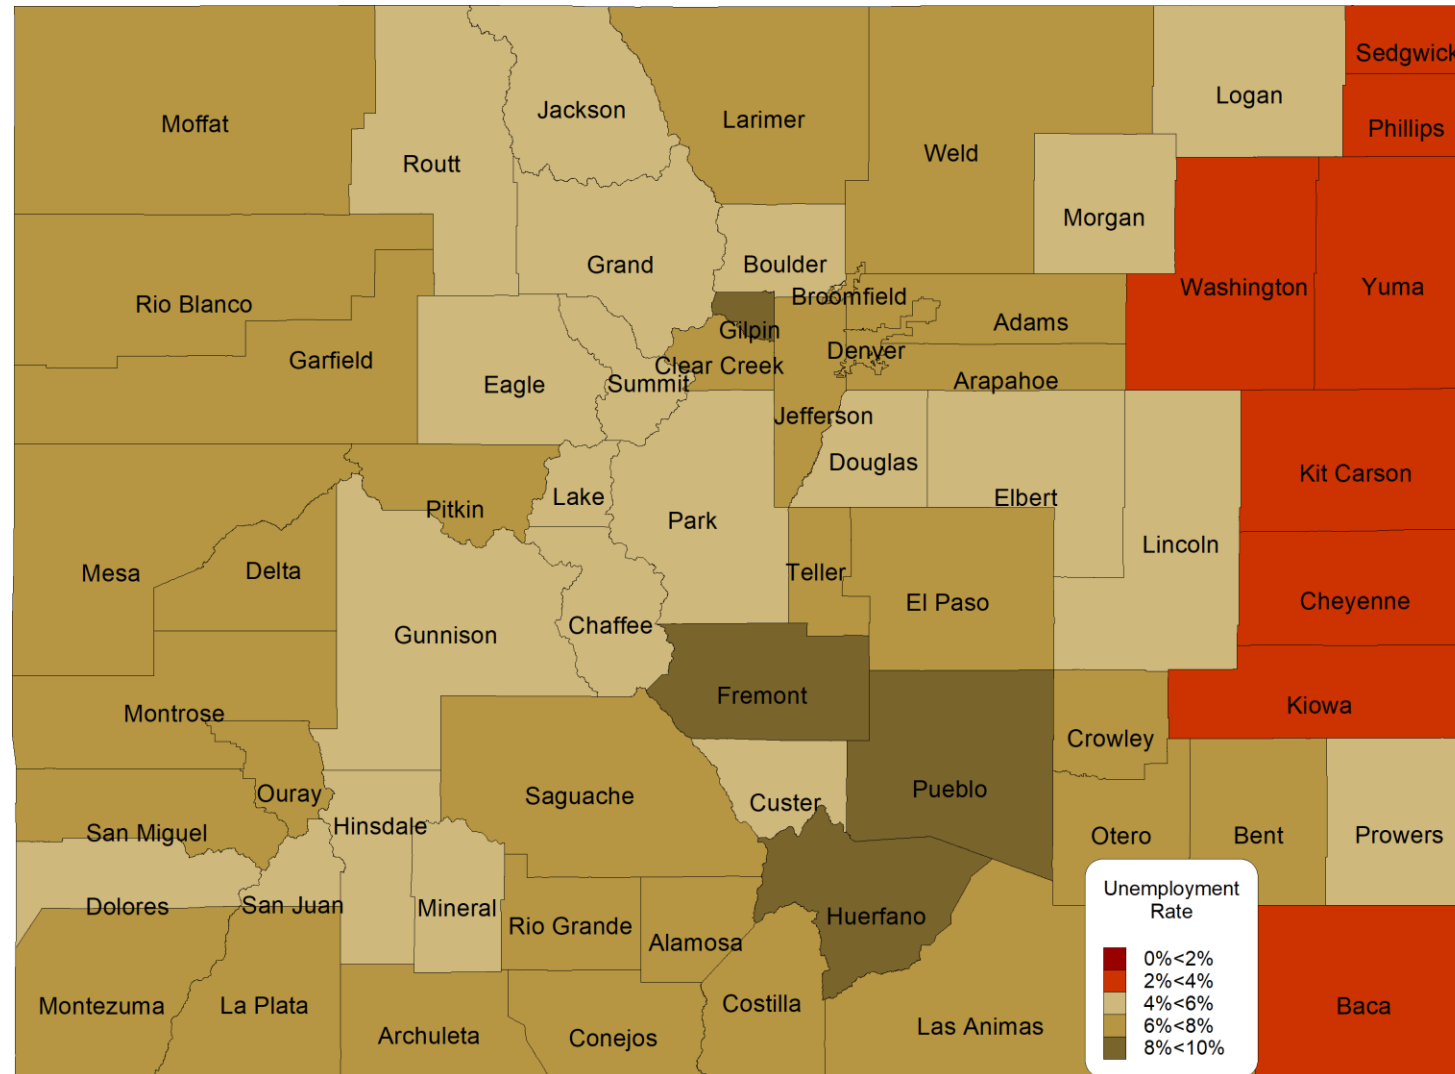 Sedgwick
Logan
Jackson
Larimer
Moffat
Phillips
Weld
Routt
Morgan
Grand
Boulder
Washington
Yuma
Broomfield
Rio Blanco
Adams
Gilpin
Denver
Garfield
Clear Creek
Eagle
Summit
Arapahoe
Jefferson
Douglas
Kit Carson
Lake
Elbert
Pitkin
Park
Lincoln
Mesa
Delta
Teller
El Paso
Cheyenne
Chaffee
Gunnison
Fremont
Kiowa
Montrose
Crowley
Pueblo
Ouray
Saguache
Custer
Hinsdale
San Miguel
Otero
Bent
Prowers
Dolores
San Juan
Mineral
Huerfano
Rio Grande
Alamosa
Montezuma
La Plata
Costilla
Archuleta
Conejos
Las Animas
Baca
Unemployment
Rate
0%<2%
2%<4%
4%<6%
6%<8%
8%<10%